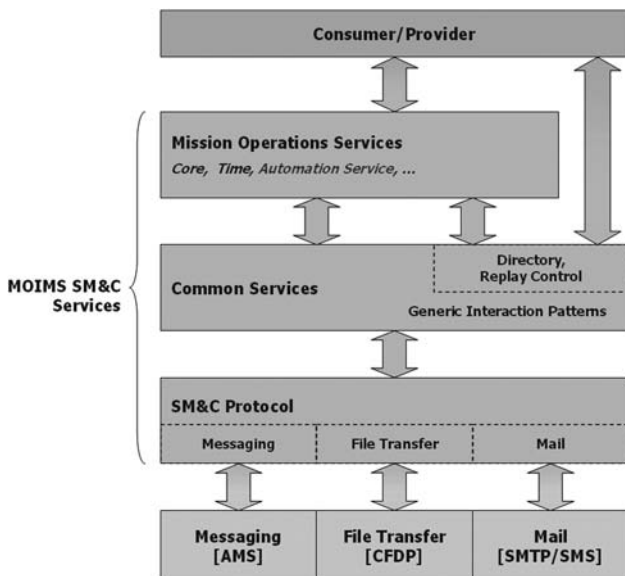 Consumer/Provider
Mission Operations Services
Core, Time, Automation Service, ...
MOIMS SM&C
Services
Directory,
Replay Control
Common Services
Generic Interaction Patterns
SM&C Protocol
Messaging
File Transfer
Mail
Messaging
[AMS]
File Transfer
[CFDP]
Mail
[SMTP/SMS]